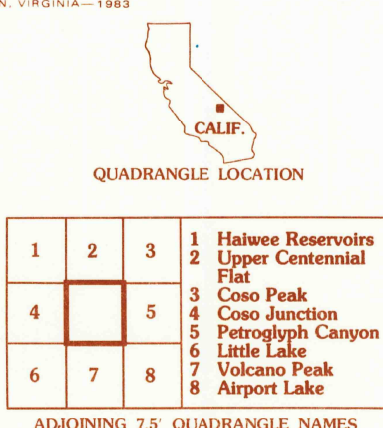 N, VIRGINIA—1983
CALIF.
QUADRANGLE LOCATION
1 2 3
4 5
6 7 8
1 Haiwee Reservoirs
2 Upper Centennial
Flat
3 Coso Peak
4 Coso Junction
5 Petroglyph Canyon
6 Little Lake
7 Volcano Peak
8 Airport Lake
ADJOINING 7.5' QUADRANGLE NAMES